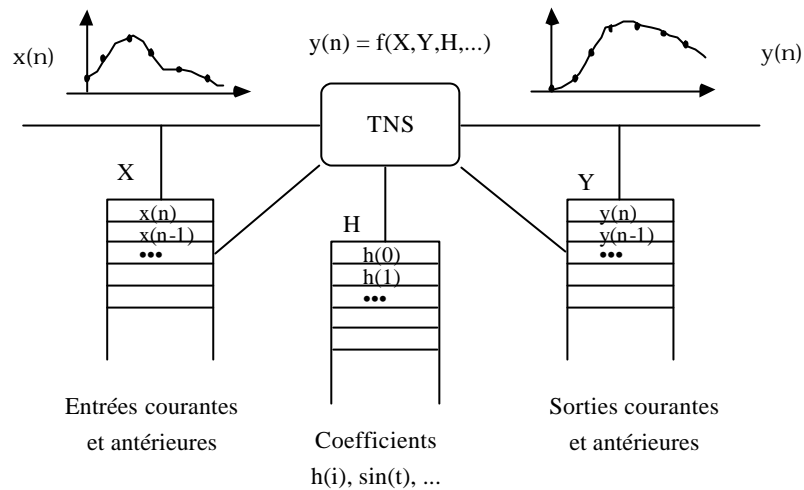 x(n)
y(n) = f(X,Y,H,...)
y(n)
TNS
X
x(n)
x(n-1)
•••
H
h(0)
h(1)
•••
Y
y(n)
y(n-1)
•••
Entrées courantes
et antérieures
Coefficients
h(i), sin(t), ...
Sorties courantes
et antérieures